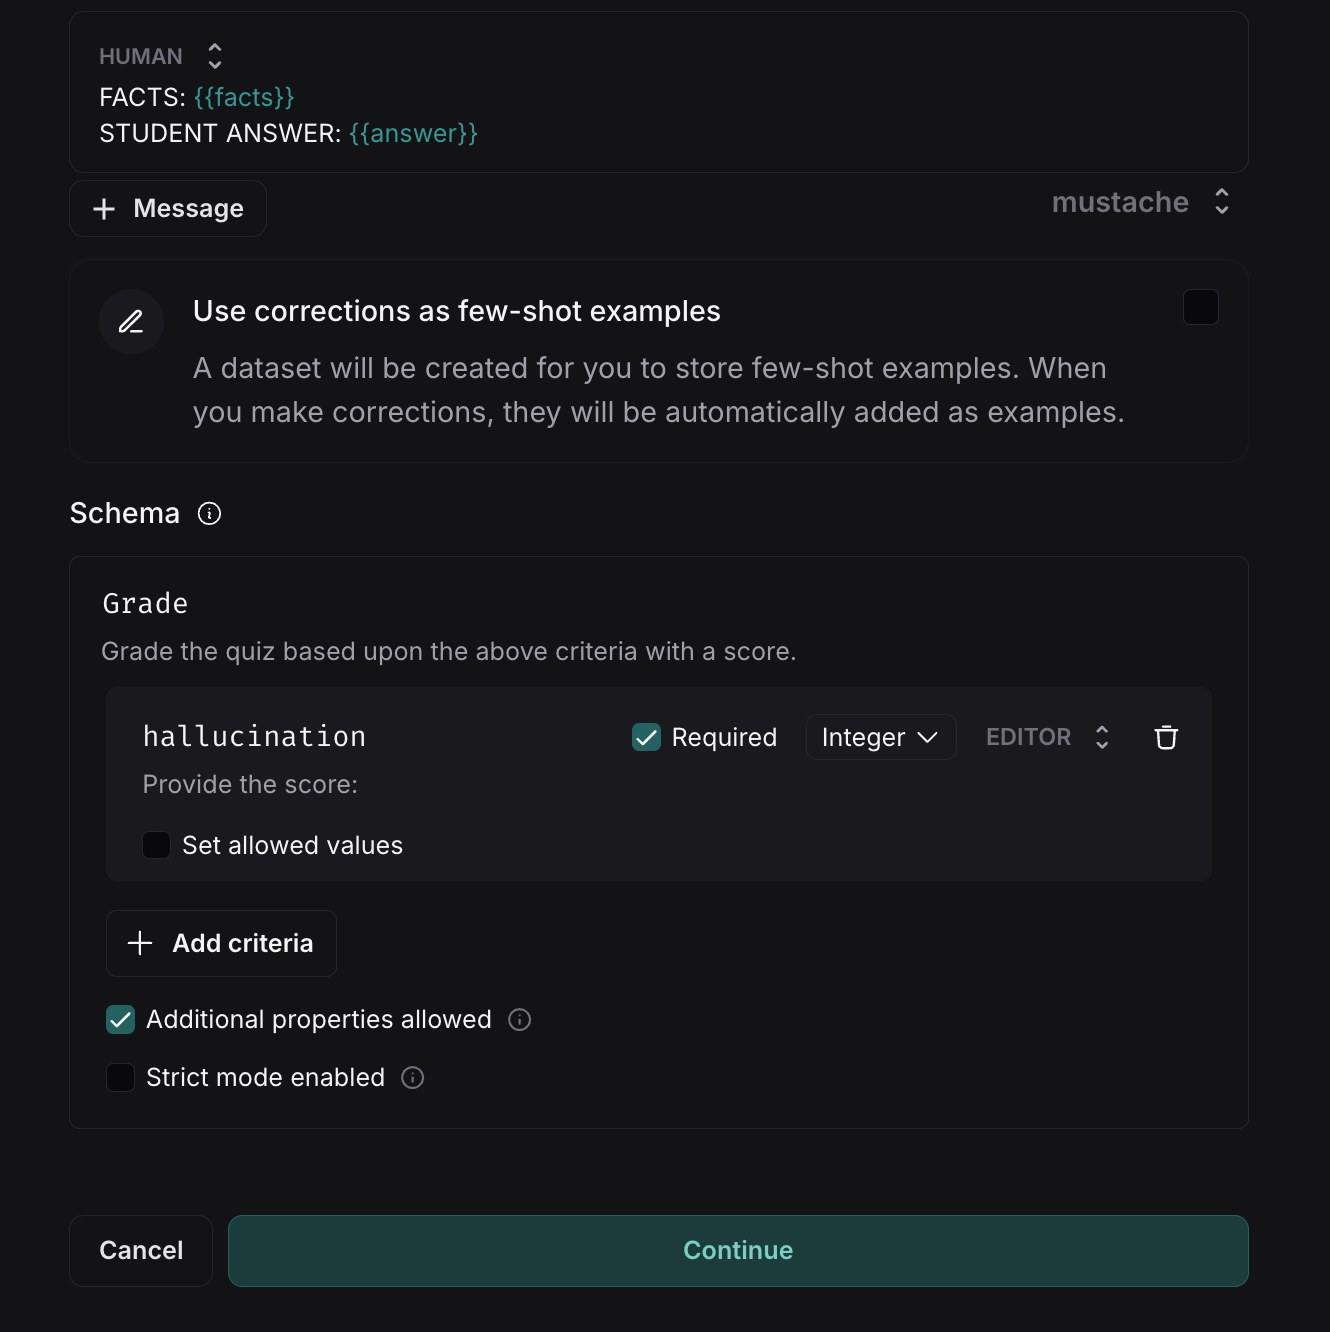 HUMAN
FACTS: {{facts}}
STUDENT ANSWER: {{answer}}
Message
mustache
Use corrections as few-shot examples
A dataset will be created for you to store few-shot examples. When
you make corrections, they will be automatically added as examples.
Schema
Grade
Grade the quiz based upon the above criteria with a score.
hallucination
Required
Integer
EDITOR
Provide the score:
Set allowed values
Add criteria
Additional properties allowed
Strict mode enabled
Cancel
Continue